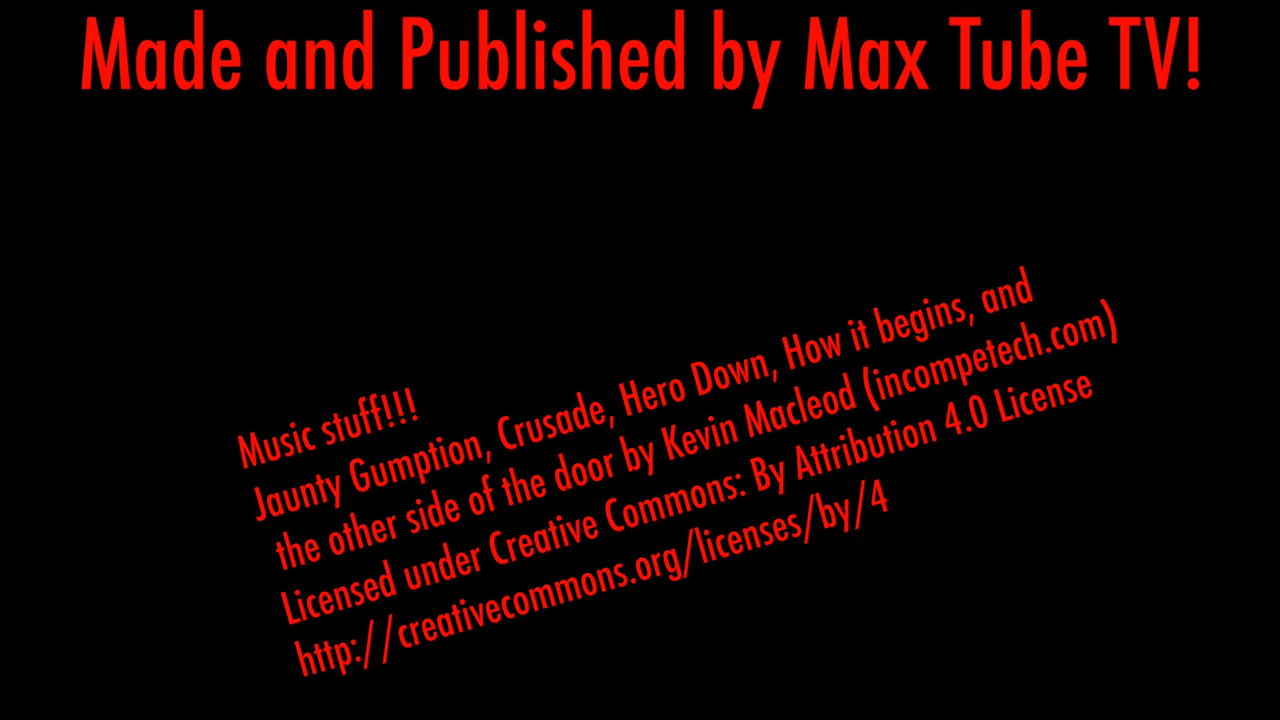 Made and Published by Max Tube TV!
Music stuff!!!
Jaunty Gumption, Crusade, Hero Down, How it begins, and
the other side of the door by Kevin Macleod (incompetech.com)
Licensed under Creative Commons: By Attribution 4.0 License
http://creativecommons.org/licenses/by/4